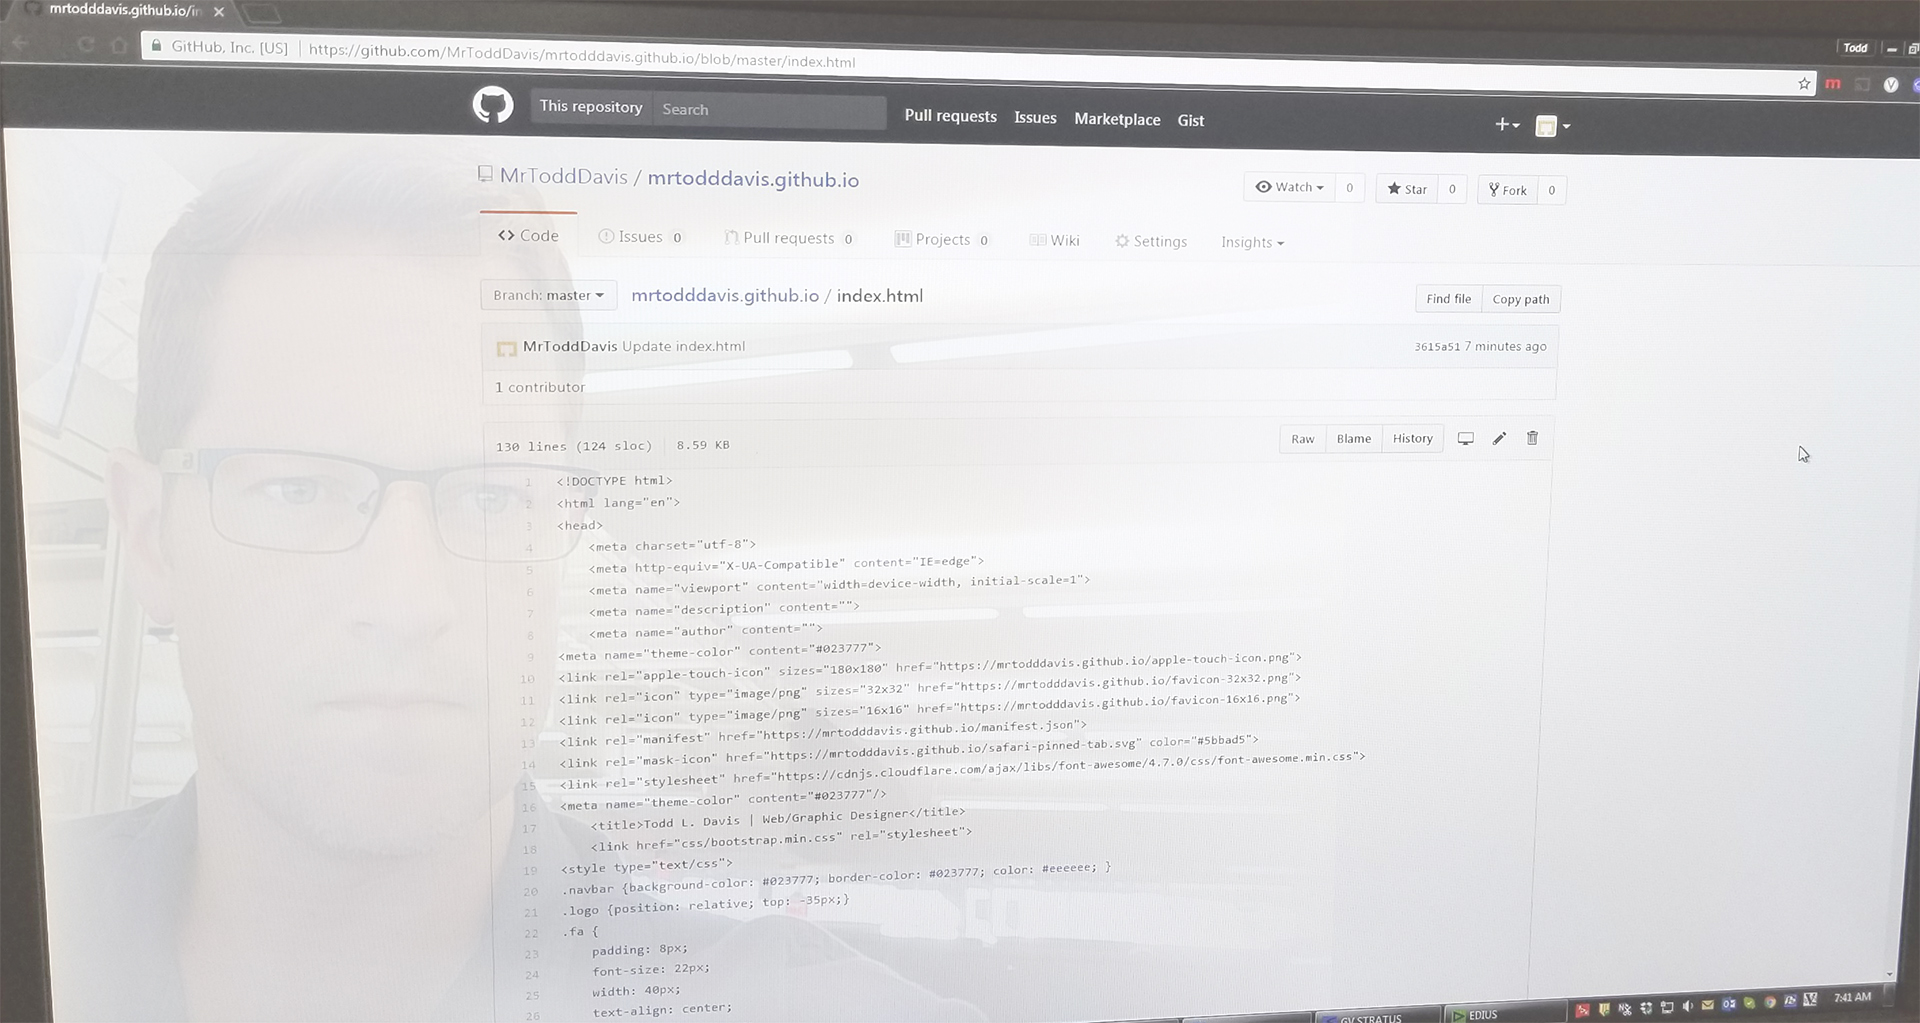 mrtodddavis.github.io/in
GitHub, Inc. [US] https://github.com/MrToddDavis/mrtodddavis.github.io/blob/master/index.html
Todd
This repository Search Pull requests Issues Marketplace Gist
MrToddDavis / mrtodddavis.github.io
Watch 0 Star 0 Fork 0
Code Issues 0 Pull requests 0 Projects 0 Wiki Settings Insights
Branch: master mrtodddavis.github.io / index.html Find file Copy path
MrToddDavis Update index.html 3615a51 7 minutes ago
1 contributor
130 lines (124 sloc) 8.59 KB Raw Blame History
1 <!DOCTYPE html>
2 <html lang="en">
3 <head>
4 <meta charset="utf-8">
5 <meta http-equiv="X-UA-Compatible" content="IE=edge">
6 <meta name="viewport" content="width=device-width, initial-scale=1">
7 <meta name="description" content="">
8 <meta name="author" content="">
9 <meta name="theme-color" content="#023777">
10 <link rel="apple-touch-icon" sizes="180x180" href="https://mrtodddavis.github.io/apple-touch-icon.png">
11 <link rel="icon" type="image/png" sizes="32x32" href="https://mrtodddavis.github.io/favicon-32x32.png">
12 <link rel="icon" type="image/png" sizes="16x16" href="https://mrtodddavis.github.io/favicon-16x16.png">
13 <link rel="manifest" href="https://mrtodddavis.github.io/manifest.json">
14 <link rel="mask-icon" href="https://mrtodddavis.github.io/safari-pinned-tab.svg" color="#5bbad5">
15 <link rel="stylesheet" href="https://cdnjs.cloudflare.com/ajax/libs/font-awesome/4.7.0/css/font-awesome.min.css">
16 <meta name="theme-color" content="#023777"/>
17 <title>Todd L. Davis | Web/Graphic Designer</title>
18 <link href="css/bootstrap.min.css" rel="stylesheet">
19 <style type="text/css">
20 .navbar {background-color: #023777; border-color: #023777; color: #eeeeee; }
21 .logo {position: relative; top: -35px;}
22 .fa {
23 padding: 8px;
24 font-size: 22px;
25 width: 40px;
26 text-align: center;
GV STRATUS EDIUS 7:41 AM